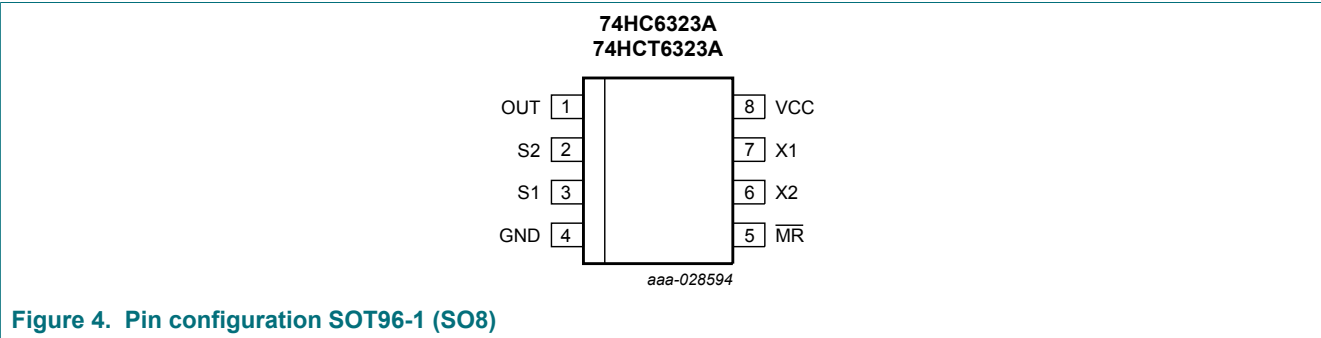 74HC6323A
74HCT6323A
OUT 1 8 VCC
S2 2 7 X1
S1 3 6 X2
GND 4 5 M̅R̅
aaa-028594
Figure 4. Pin configuration SOT96-1 (SO8)